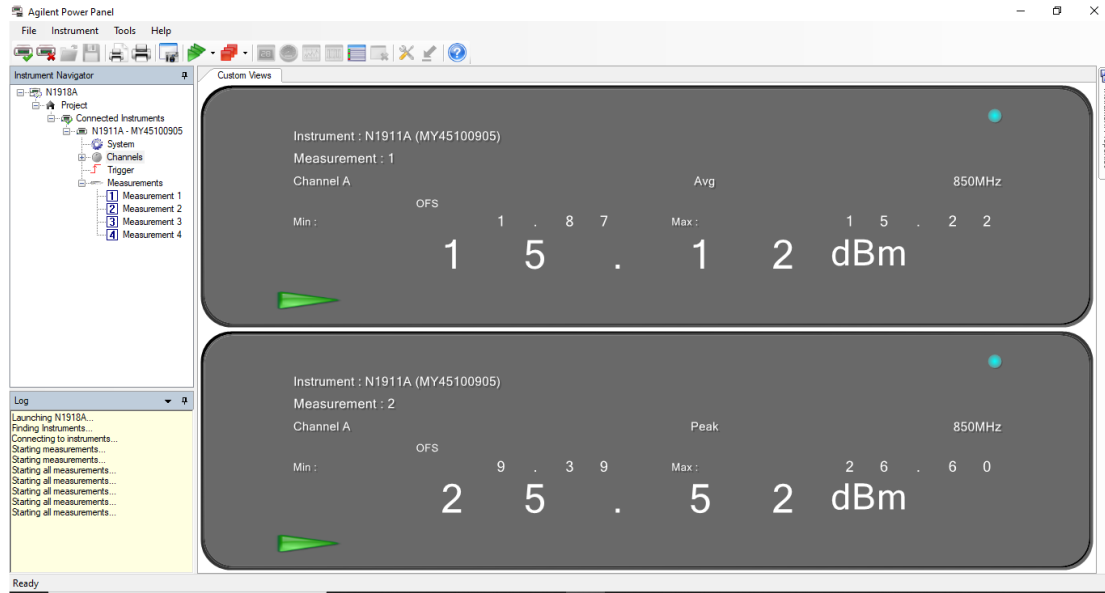 Agilent Power Panel
File Instrument Tools Help
Instrument Navigator
N1918A
Project
Connected Instruments
N1911A - MY45100905
System
Channels
Trigger
Measurements
1 Measurement 1
2 Measurement 2
3 Measurement 3
4 Measurement 4
Log
Launching N1918A...
Finding Instruments...
Connecting to instruments...
Starting measurements...
Starting measurements...
Starting all measurements...
Starting all measurements...
Starting all measurements...
Starting all measurements...
Starting all measurements...
Custom Views
Instrument : N1911A (MY45100905)
Measurement : 1
Channel A Avg 850MHz
OFS
Min : 1 . 8 7 Max : 1 5 . 2 2
1 5 . 1 2 dBm
Instrument : N1911A (MY45100905)
Measurement : 2
Channel A Peak 850MHz
OFS
Min : 9 . 3 9 Max : 2 6 . 6 0
2 5 . 5 2 dBm
Ready